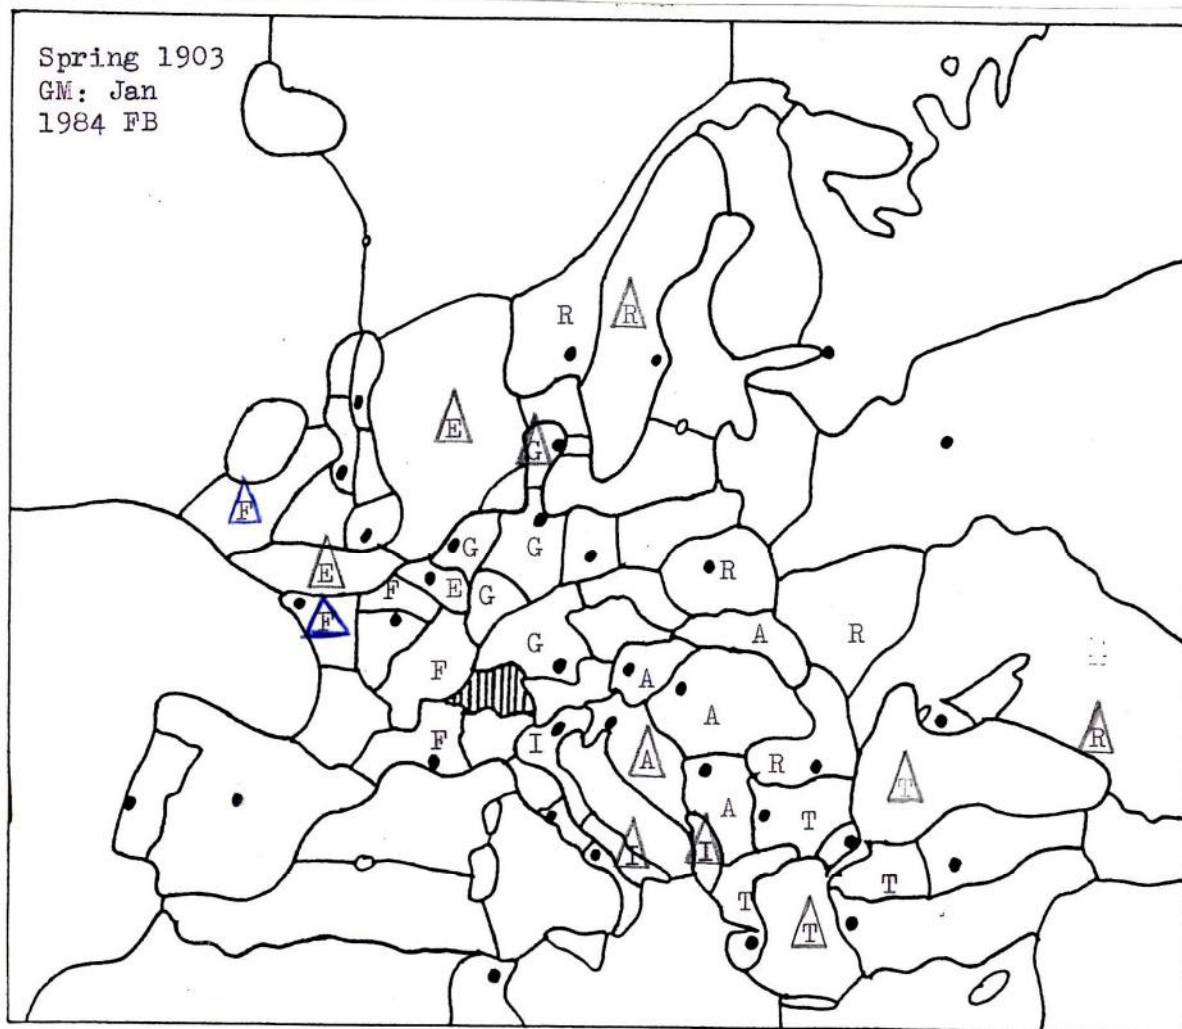 Spring 1903
GM: Jan
1984 FB
R R
E
G
F
G G
E R
F E G
F A R
G
F A
A
F I A R
R T
A T
I I
T T
T